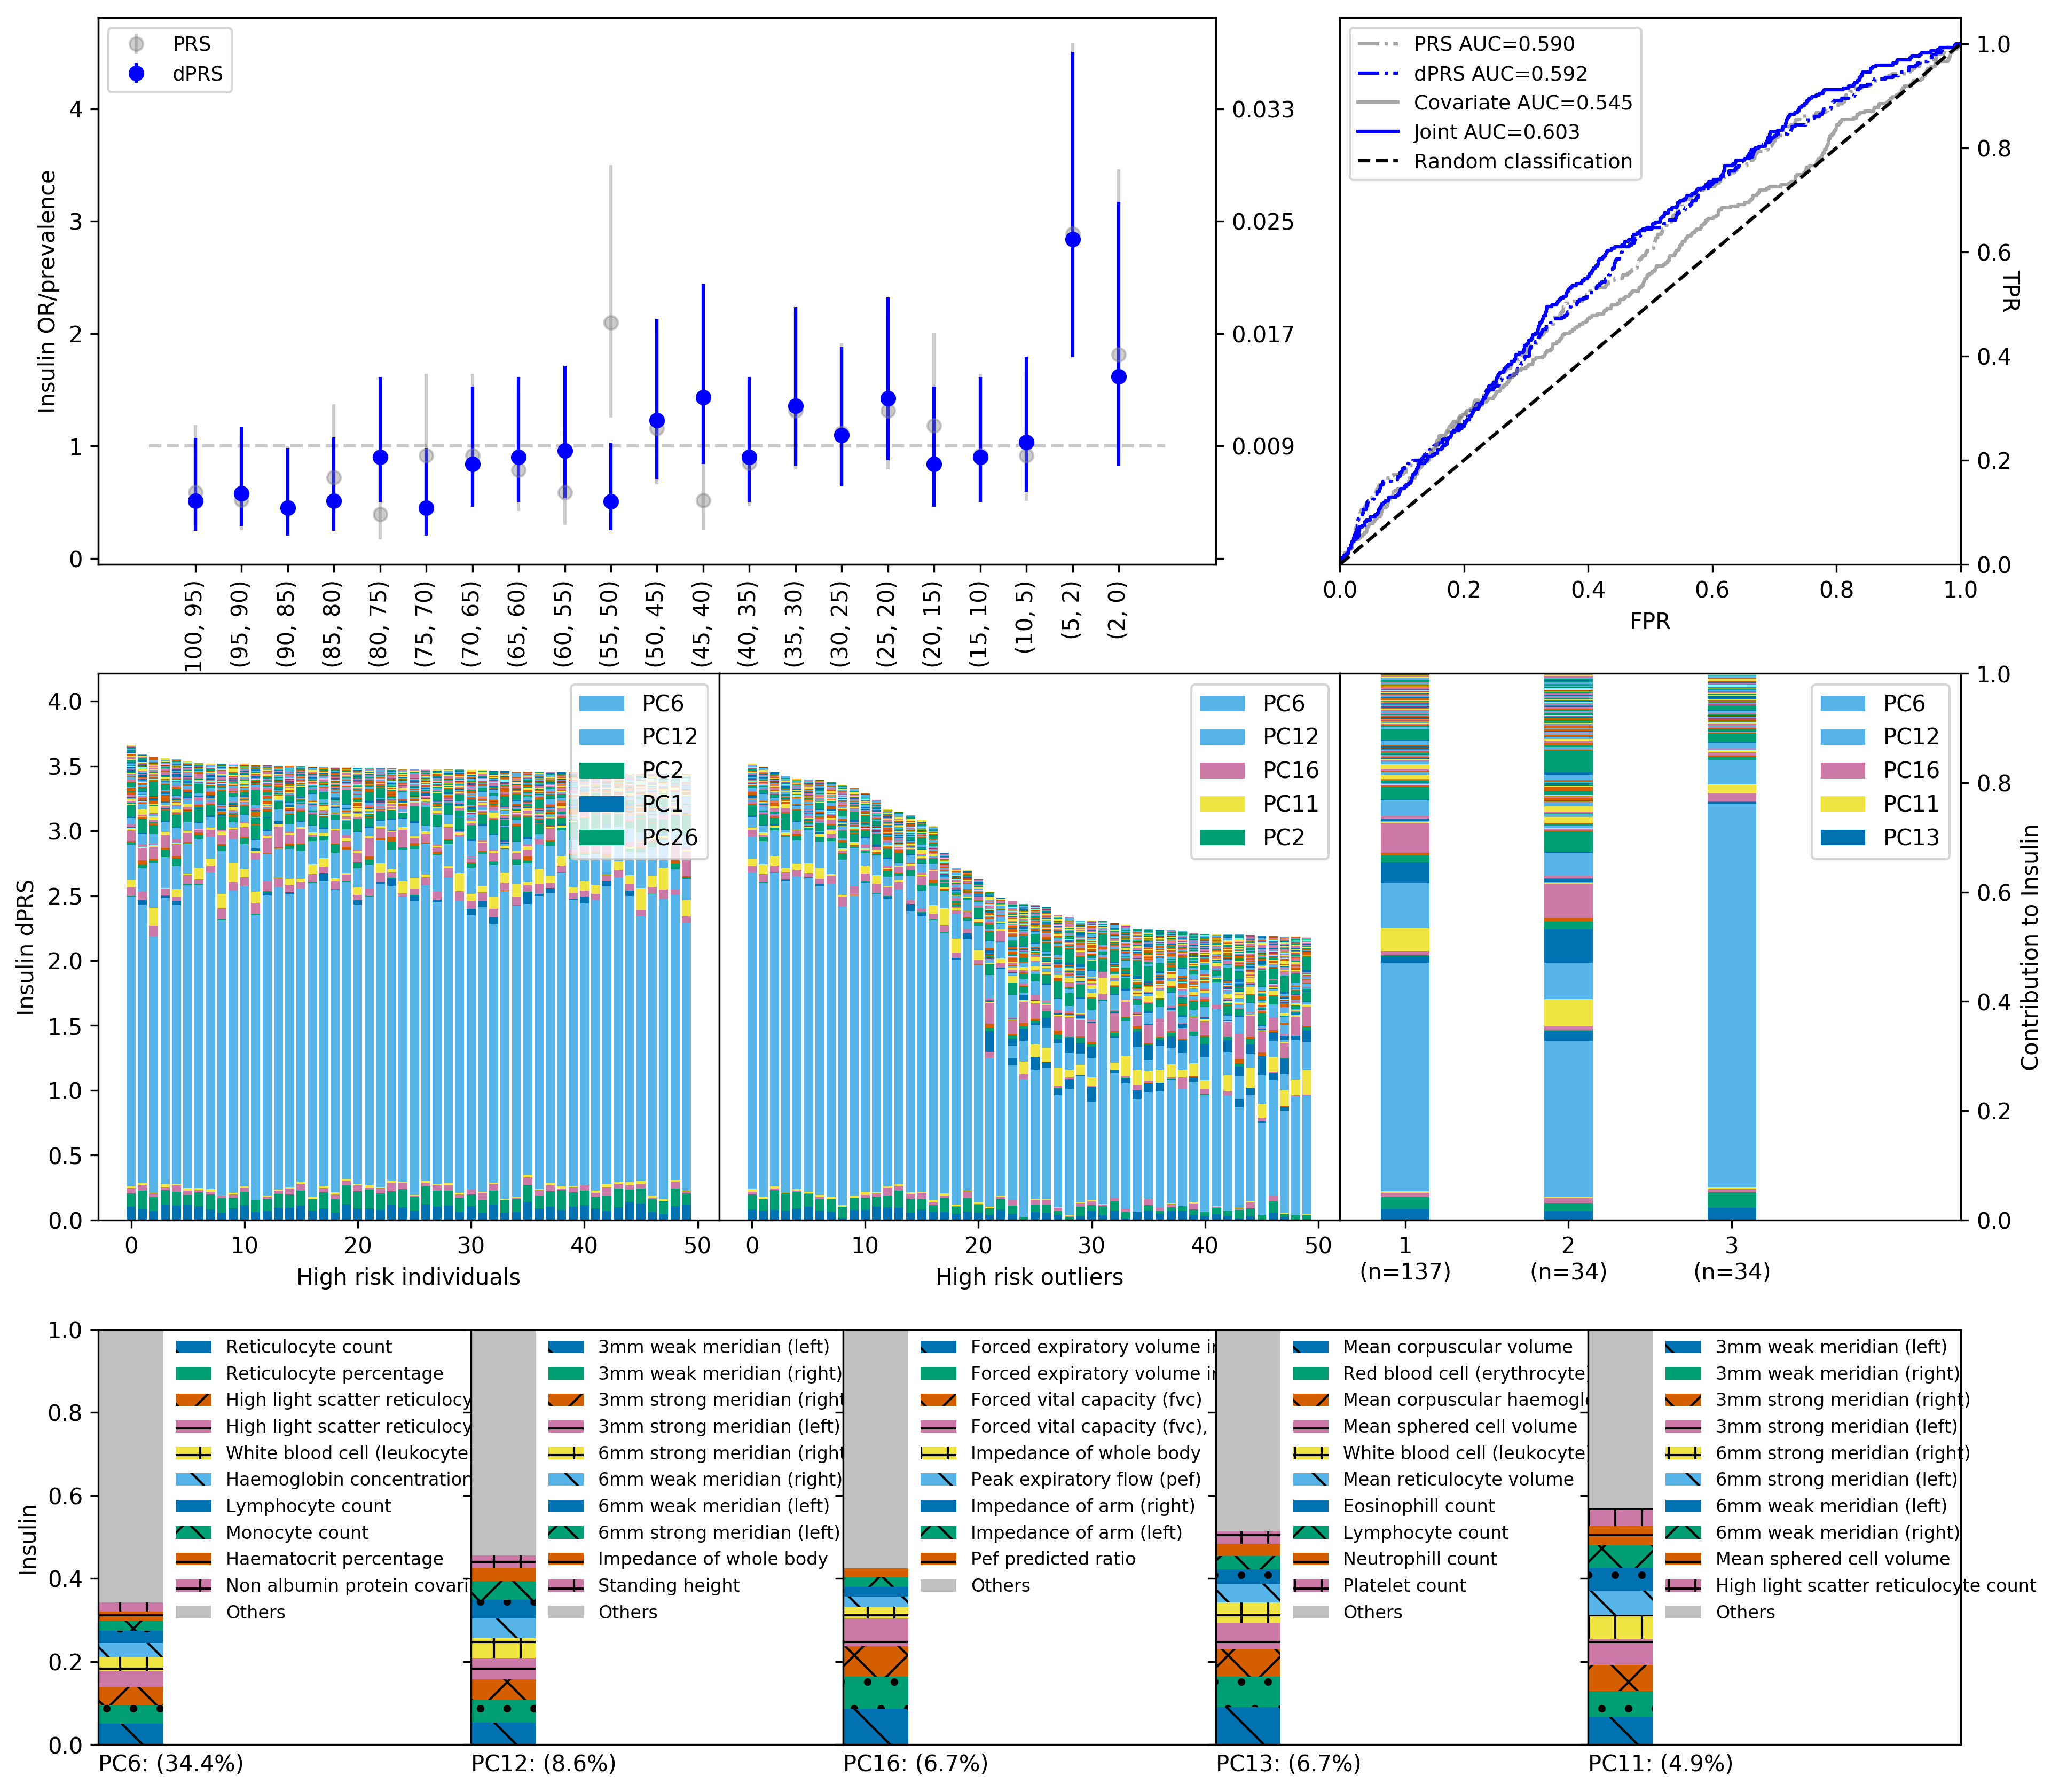 PRS
dPRS
Insulin OR/prevalence
4
3
2
1
0
0.033
0.025
0.017
0.009
100, 95)
(95, 90)
(90, 85)
(85, 80)
(80, 75)
(75, 70)
(70, 65)
(65, 60)
(60, 55)
(55, 50)
(50, 45)
(45, 40)
(40, 35)
(35, 30)
(30, 25)
(25, 20)
(20, 15)
(15, 10)
(10, 5)
(5, 2)
(2, 0)
PRS AUC=0.590
dPRS AUC=0.592
Covariate AUC=0.545
Joint AUC=0.603
Random classification
1.0
0.8
0.6
0.4
0.2
0.0
TPR
0.0 0.2 0.4 0.6 0.8 1.0
FPR
Insulin dPRS
4.0
3.5
3.0
2.5
2.0
1.5
1.0
0.5
0.0
PC6
PC12
PC2
PC1
PC26
0 10 20 30 40 50
High risk individuals
PC6
PC12
PC16
PC11
PC2
0 10 20 30 40 50
High risk outliers
PC6
PC12
PC16
PC11
PC13
1 2 3
(n=137) (n=34) (n=34)
1.0
0.8
0.6
0.4
0.2
0.0
Contribution to Insulin
Insulin
1.0
0.8
0.6
0.4
0.2
0.0
Reticulocyte count
Reticulocyte percentage
High light scatter reticulocy
High light scatter reticulocy
White blood cell (leukocyte
Haemoglobin concentration
Lymphocyte count
Monocyte count
Haematocrit percentage
Non albumin protein covari
Others
PC6: (34.4%)
3mm weak meridian (left)
3mm weak meridian (right)
3mm strong meridian (right
3mm strong meridian (left)
6mm strong meridian (right
6mm weak meridian (right)
6mm weak meridian (left)
6mm strong meridian (left)
Impedance of whole body
Standing height
Others
PC12: (8.6%)
Forced expiratory volume in
Forced expiratory volume in
Forced vital capacity (fvc)
Forced vital capacity (fvc),
Impedance of whole body
Peak expiratory flow (pef)
Impedance of arm (right)
Impedance of arm (left)
Pef predicted ratio
Others
PC16: (6.7%)
Mean corpuscular volume
Red blood cell (erythrocyte
Mean corpuscular haemoglo
Mean sphered cell volume
White blood cell (leukocyte
Mean reticulocyte volume
Eosinophill count
Lymphocyte count
Neutrophill count
Platelet count
Others
PC13: (6.7%)
3mm weak meridian (left)
3mm weak meridian (right)
3mm strong meridian (right)
3mm strong meridian (left)
6mm strong meridian (right)
6mm strong meridian (left)
6mm weak meridian (left)
6mm weak meridian (right)
Mean sphered cell volume
High light scatter reticulocyte count
Others
PC11: (4.9%)